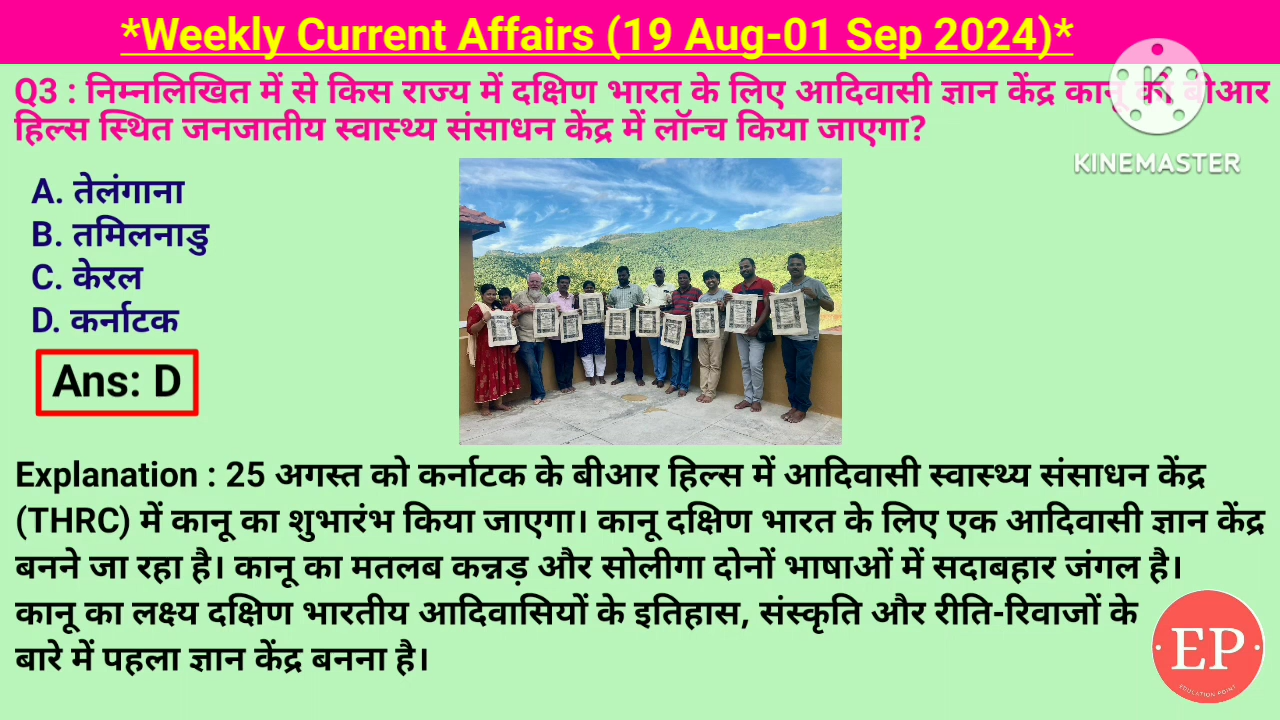 *Weekly Current Affairs (19 Aug-01 Sep 2024)*
Q3 : निम्नलिखित में से किस राज्य में दक्षिण भारत के लिए आदिवासी ज्ञान केंद्र कानू को बीआर
हिल्स स्थित जनजातीय स्वास्थ्य संसाधन केंद्र में लॉन्च किया जाएगा?
K
KINEMASTER
A. तेलंगाना
B. तमिलनाडु
C. केरल
D. कर्नाटक
Ans: D
Explanation : 25 अगस्त को कर्नाटक के बीआर हिल्स में आदिवासी स्वास्थ्य संसाधन केंद्र
(THRC) में कानू का शुभारंभ किया जाएगा। कानू दक्षिण भारत के लिए एक आदिवासी ज्ञान केंद्र
बनने जा रहा है। कानू का मतलब कन्नड़ और सोलीगा दोनों भाषाओं में सदाबहार जंगल है।
कानू का लक्ष्य दक्षिण भारतीय आदिवासियों के इतिहास, संस्कृति और रीति-रिवाजों के
बारे में पहला ज्ञान केंद्र बनना है।
EP
EDUCATION POINT